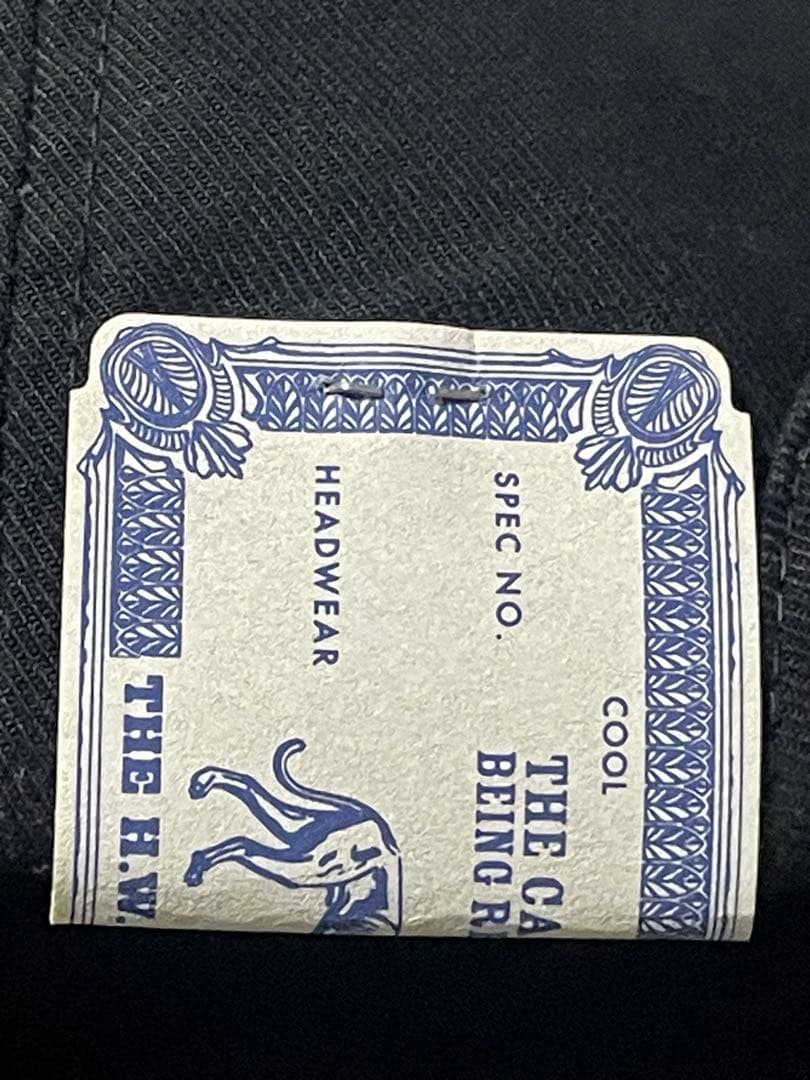 COOL
THE CA
BEING R
SPEC NO.
HEADWEAR
THE H.W.